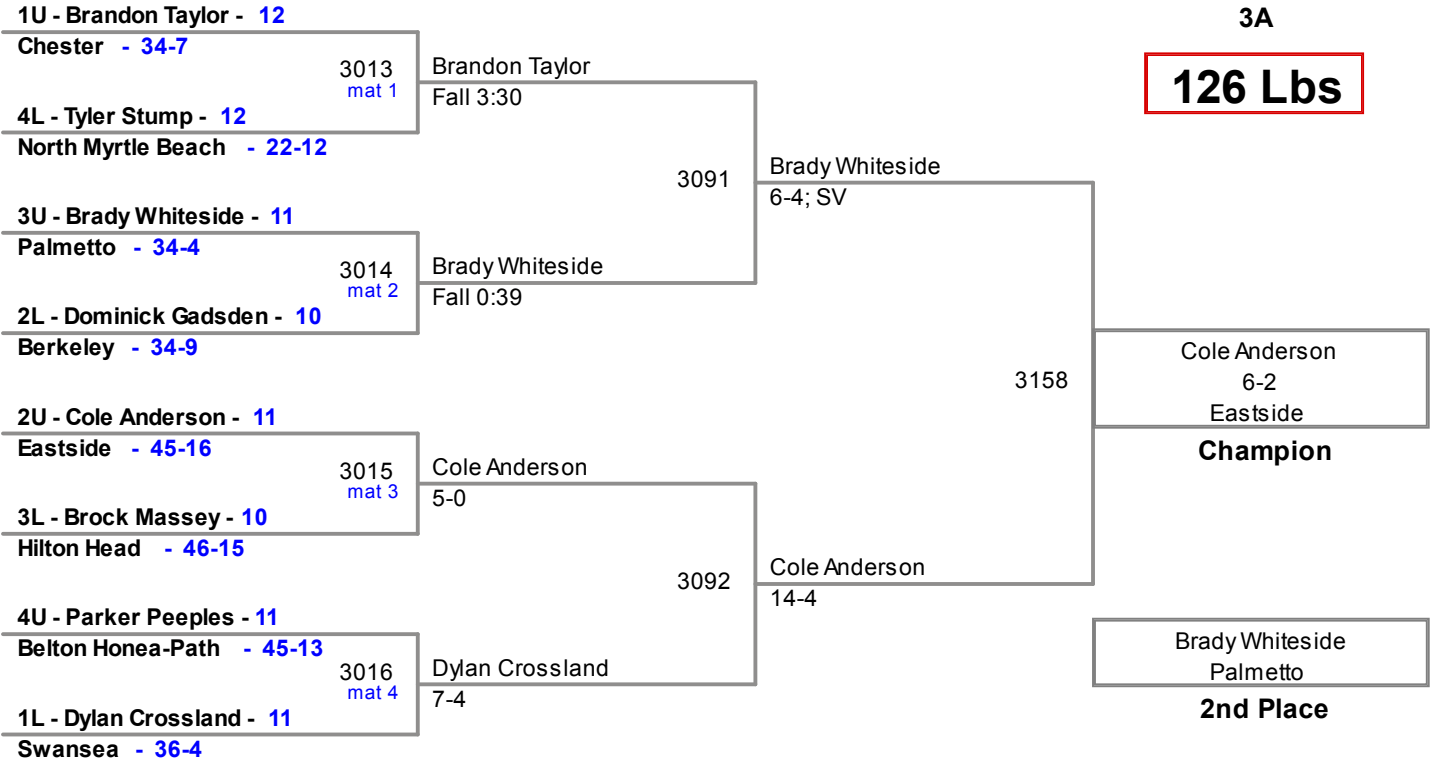 1U - Brandon Taylor - 12
Chester - 34-7
3013
mat 1
4L - Tyler Stump - 12
North Myrtle Beach - 22-12
3U - Brady Whiteside - 11
Palmetto - 34-4
3014
mat 2
2L - Dominick Gadsden - 10
Berkeley - 34-9
2U - Cole Anderson - 11
Eastside - 45-16
3015
mat 3
3L - Brock Massey - 10
Hilton Head - 46-15
4U - Parker Peeples - 11
Belton Honea-Path - 45-13
3016
mat 4
1L - Dylan Crossland - 11
Swansea - 36-4
Brandon Taylor
Fall 3:30
3091
Brady Whiteside
Fall 0:39
Cole Anderson
5-0
3092
Dylan Crossland
7-4
Brady Whiteside
6-4; SV
3158
Cole Anderson
14-4
3A
126 Lbs
Cole Anderson
6-2
Eastside
Champion
Brady Whiteside
Palmetto
2nd Place